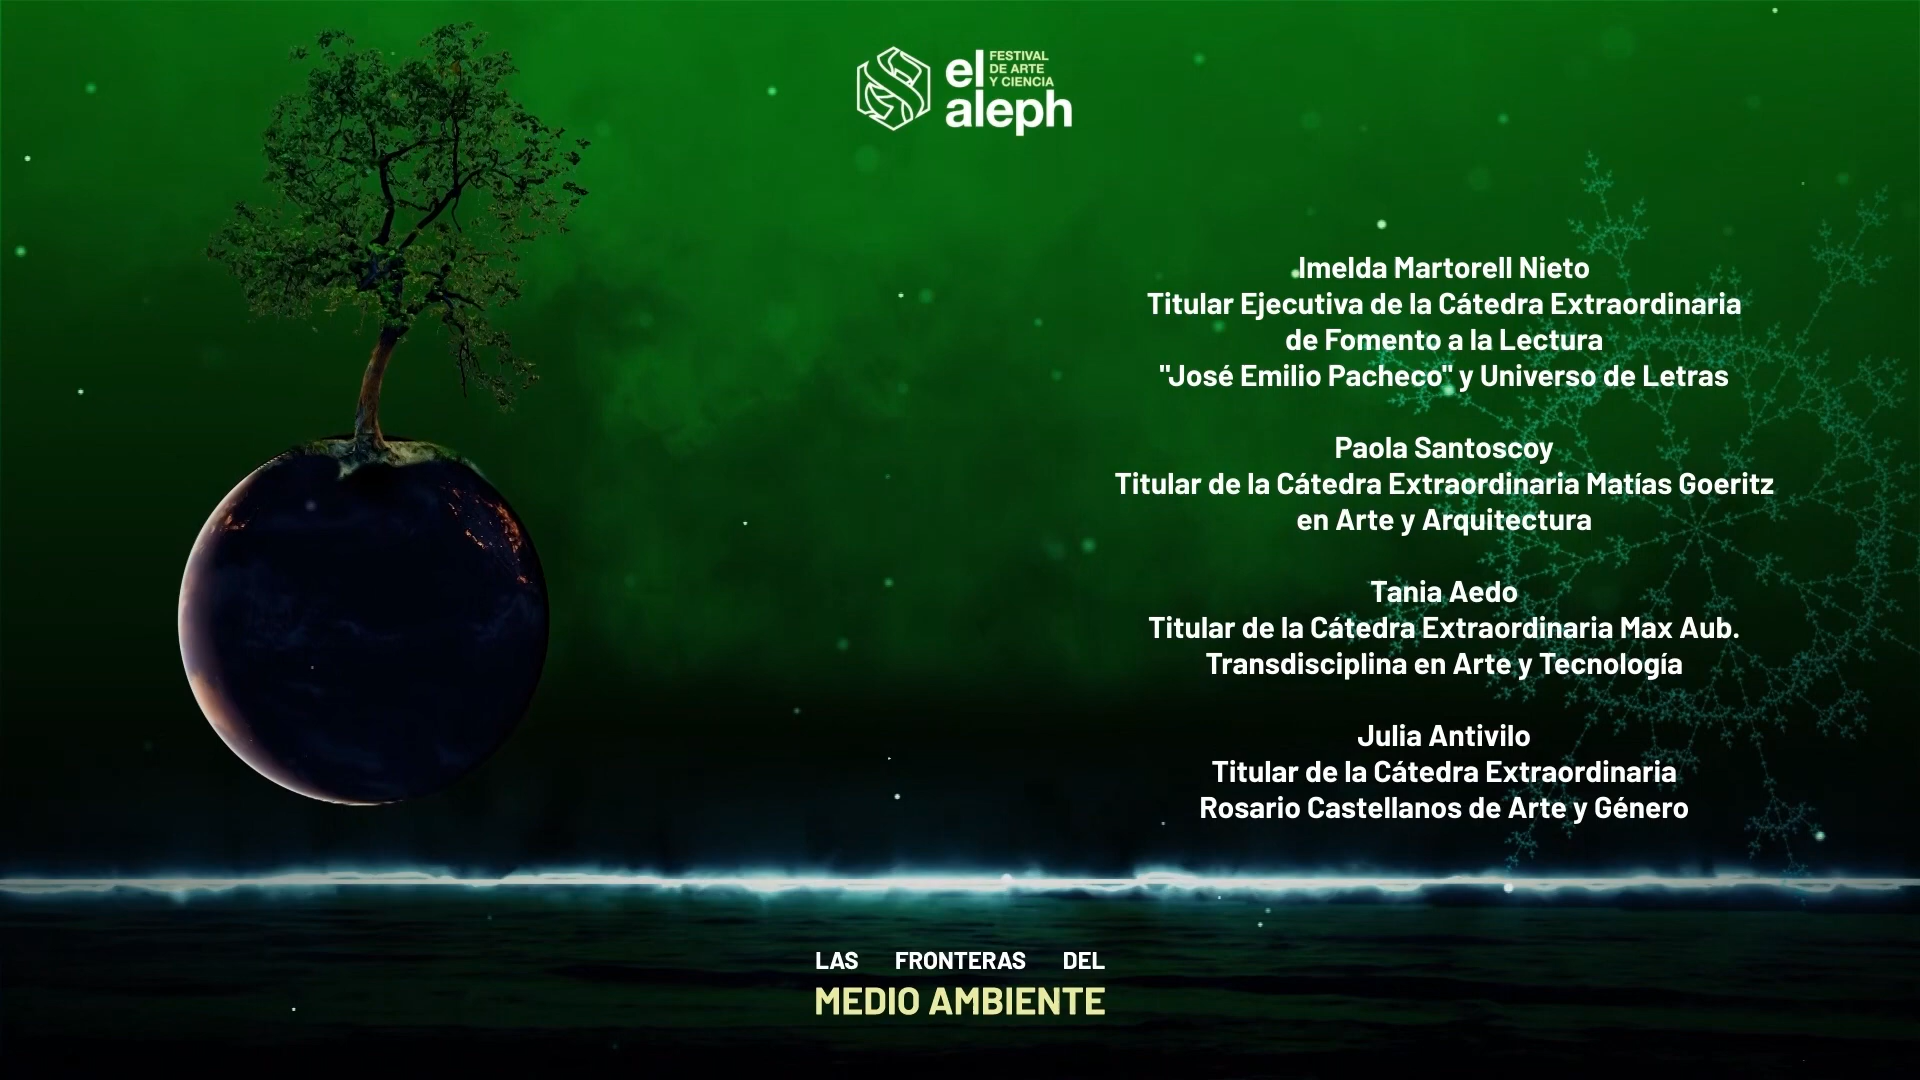 el
FESTIVAL
DE ARTE
Y CIENCIA
aleph
Imelda Martorell Nieto
Titular Ejecutiva de la Cátedra Extraordinaria
de Fomento a la Lectura
"José Emilio Pacheco" y Universo de Letras
Paola Santoscoy
Titular de la Cátedra Extraordinaria Matías Goeritz
en Arte y Arquitectura
Tania Aedo
Titular de la Cátedra Extraordinaria Max Aub.
Transdisciplina en Arte y Tecnología
Julia Antivilo
Titular de la Cátedra Extraordinaria
Rosario Castellanos de Arte y Género
LAS FRONTERAS DEL
MEDIO AMBIENTE